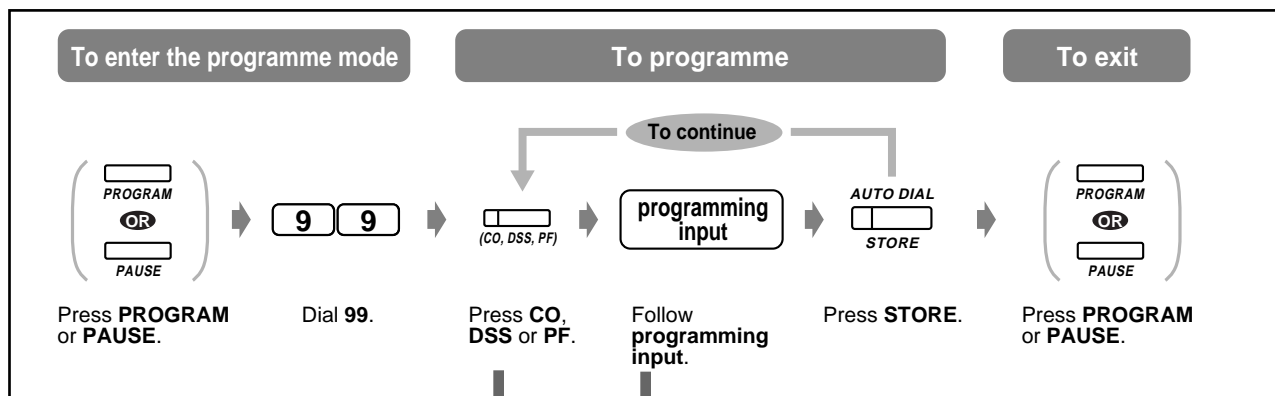 To enter the programme mode
To programme
To exit
To continue
PROGRAM
OR
PAUSE
9 9
(CO, DSS, PF)
programming
input
AUTO DIAL
STORE
PROGRAM
OR
PAUSE
Press PROGRAM
or PAUSE.
Dial 99.
Press CO,
DSS or PF.
Follow
programming
input.
Press STORE.
Press PROGRAM
or PAUSE.